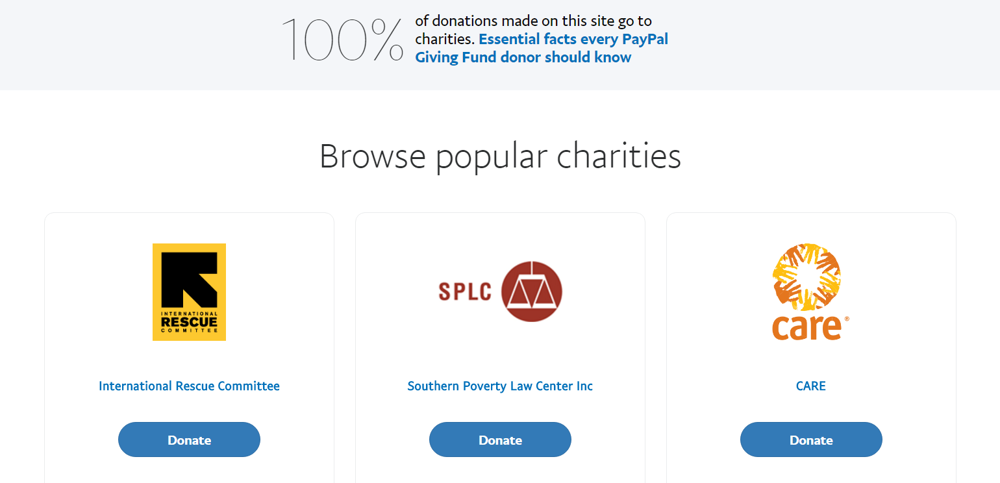 100%
of donations made on this site go to
charities. Essential facts every PayPal
Giving Fund donor should know
Browse popular charities
INTERNATIONAL
RESCUE
COMMITTEE
International Rescue Committee
Donate
SPLC
Southern Poverty Law Center Inc
Donate
care®
CARE
Donate